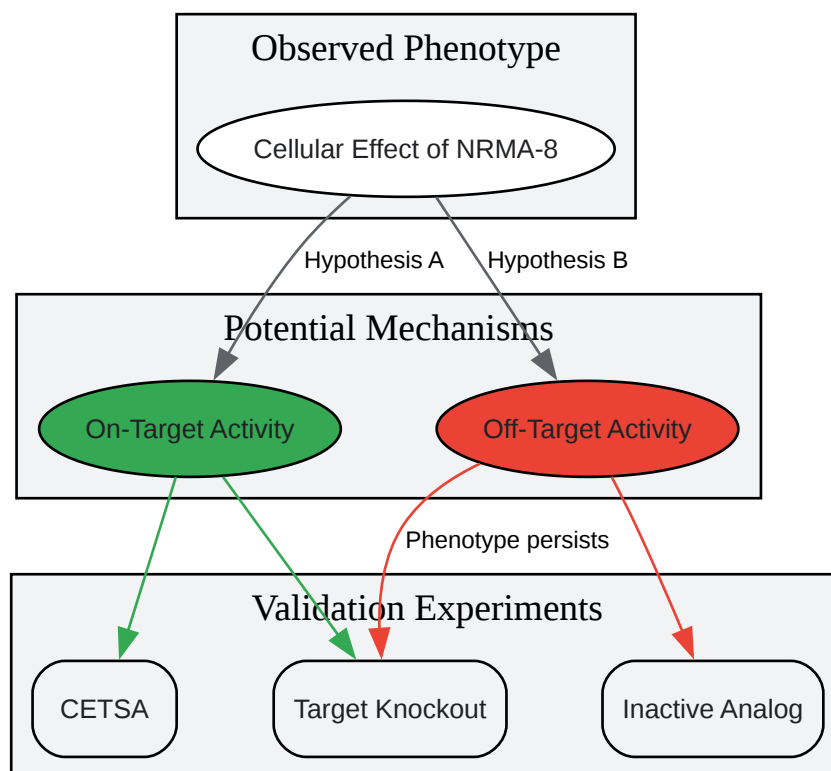 Observed Phenotype
Cellular Effect of NRMA-8
Hypothesis A
Hypothesis B
Potential Mechanisms
On-Target Activity
Off-Target Activity
Phenotype persists
Validation Experiments
CETSA
Target Knockout
Inactive Analog